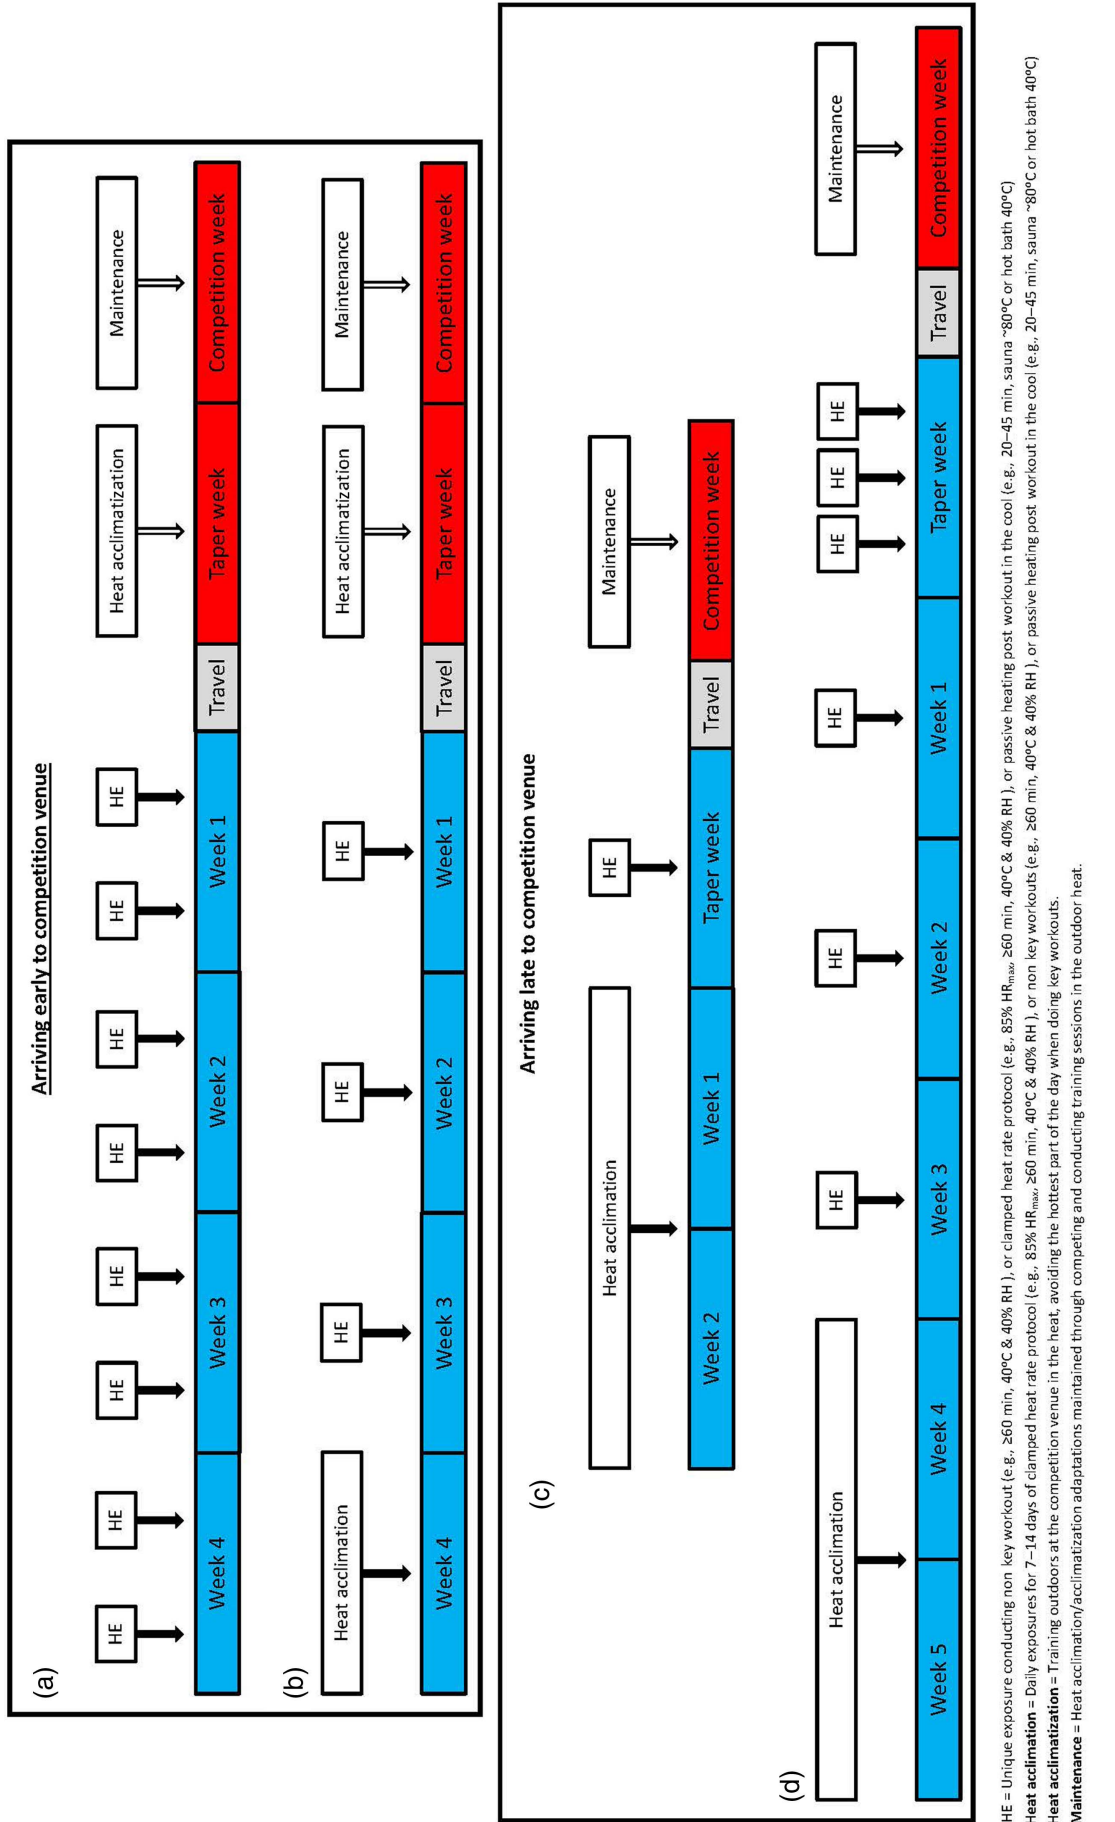 Arriving early to competition venue
(a)
HE
HE
HE
HE
HE
HE
HE
HE
Heat acclimatization
Maintenance
Week 4
Week 3
Week 2
Week 1
Travel
Taper week
Competition week
(b)
Heat acclimation
HE
HE
HE
Heat acclimatization
Maintenance
Week 4
Week 3
Week 2
Week 1
Travel
Taper week
Competition week
Arriving late to competition venue
(c)
Heat acclimation
HE
Maintenance
Week 2
Week 1
Taper week
Travel
Competition week
(d)
Heat acclimation
HE
HE
HE
HE
HE
HE
Maintenance
Week 5
Week 4
Week 3
Week 2
Week 1
Taper week
Travel
Competition week
HE = Unique exposure conducting non key workout (e.g., ≥60 min, 40°C & 40% RH ), or clamped heat rate protocol (e.g., 85% HRmax, ≥60 min, 40°C & 40% RH ), or passive heating post workout in the cool (e.g., 20–45 min, sauna ~80°C or hot bath 40°C)
Heat acclimation = Daily exposures for 7–14 days of clamped heat rate protocol (e.g., 85% HRmax, ≥60 min, 40°C & 40% RH ), or non key workouts (e.g., ≥60 min, 40°C & 40% RH ), or passive heating post workout in the cool (e.g., 20–45 min, sauna ~80°C or hot bath 40°C)
Heat acclimatization = Training outdoors at the competition venue in the heat, avoiding the hottest part of the day when doing key workouts.
Maintenance = Heat acclimation/acclimatization adaptations maintained through competing and conducting training sessions in the outdoor heat.